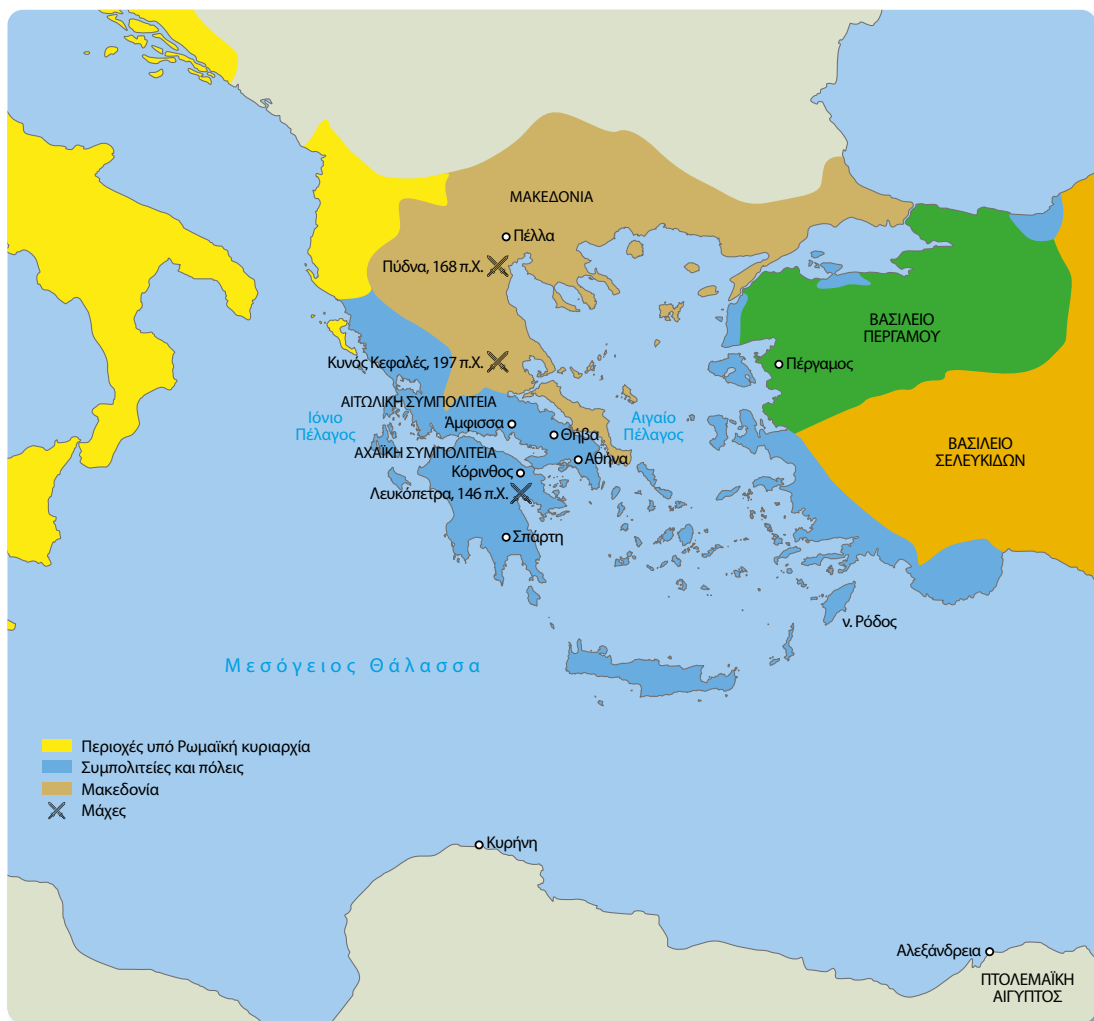 ΜΑΚΕΔΟΝΙΑ
Πέλλα
Πύδνα, 168 π.Χ.
ΒΑΣΙΛΕΙΟ
ΠΕΡΓΑΜΟΥ
Πέργαμος
Κυνός Κεφαλές, 197 π.Χ.
ΑΙΤΩΛΙΚΗ ΣΥΜΠΟΛΙΤΕΙΑ
Ιόνιο
Πέλαγος
Άμφισσα
Θήβα
Αιγαίο
Πέλαγος
ΒΑΣΙΛΕΙΟ
ΣΕΛΕΥΚΙΔΩΝ
ΑΧΑΪΚΗ ΣΥΜΠΟΛΙΤΕΙΑ
Αθήνα
Κόρινθος
Λευκόπετρα, 146 π.Χ.
Σπάρτη
ν. Ρόδος
Μεσόγειος Θάλασσα
Περιοχές υπό Ρωμαϊκή κυριαρχία
Συμπολιτείες και πόλεις
Μακεδονία
Μάχες
Κυρήνη
Αλεξάνδρεια
ΠΤΟΛΕΜΑΪΚΗ
ΑΙΓΥΠΤΟΣ